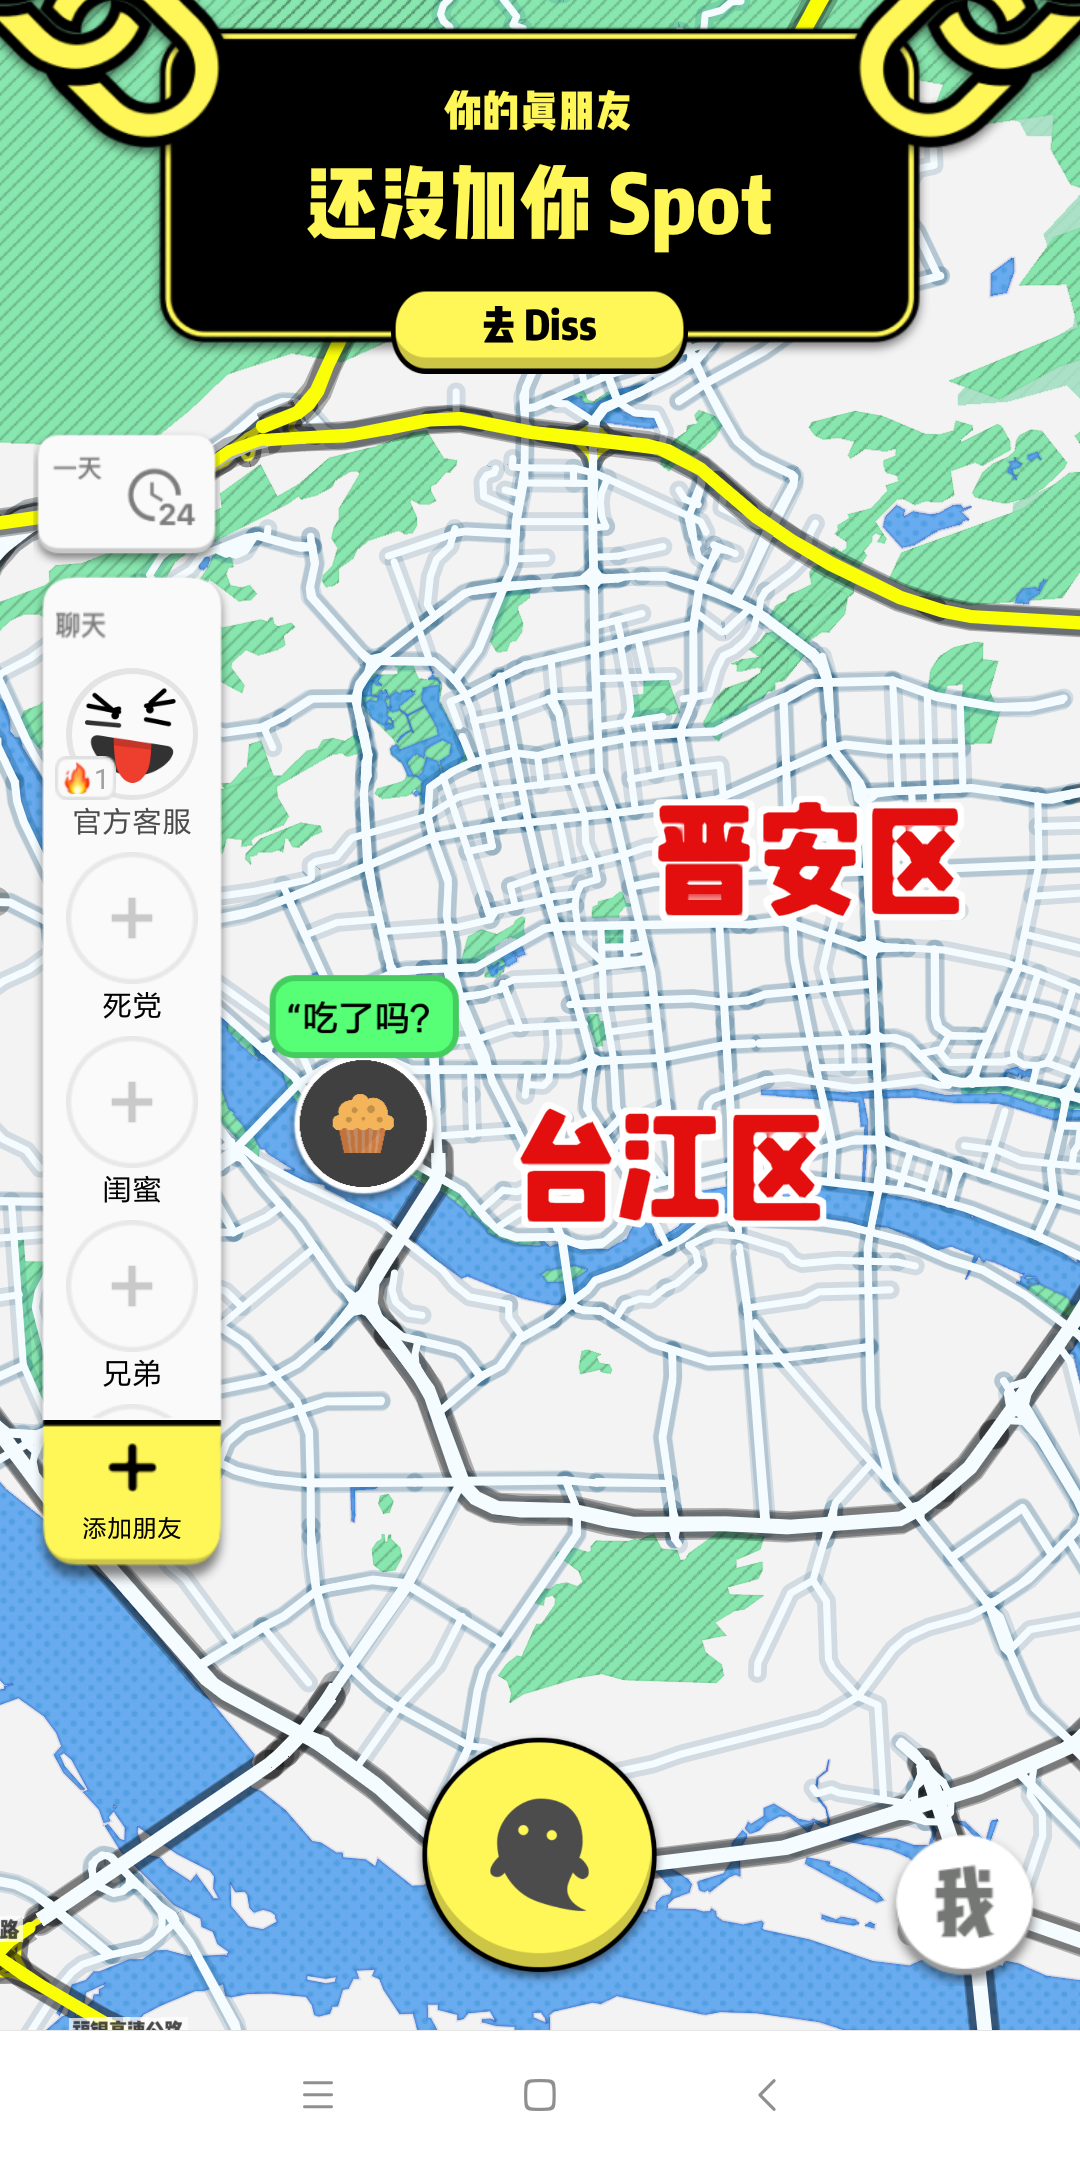 你的真朋友
还没加你 Spot
去 Diss
一天
24
聊天
1
官方客服
晋安区
死党
“吃了吗?
台江区
闺蜜
兄弟
添加朋友
我
路
福银高速公路